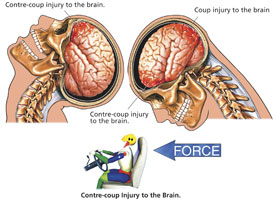 Contre-coup injury to the brain.
Coup injury to the brain.
Contre-coup injury
to the brain.
FORCE
Contre-coup Injury to the Brain.